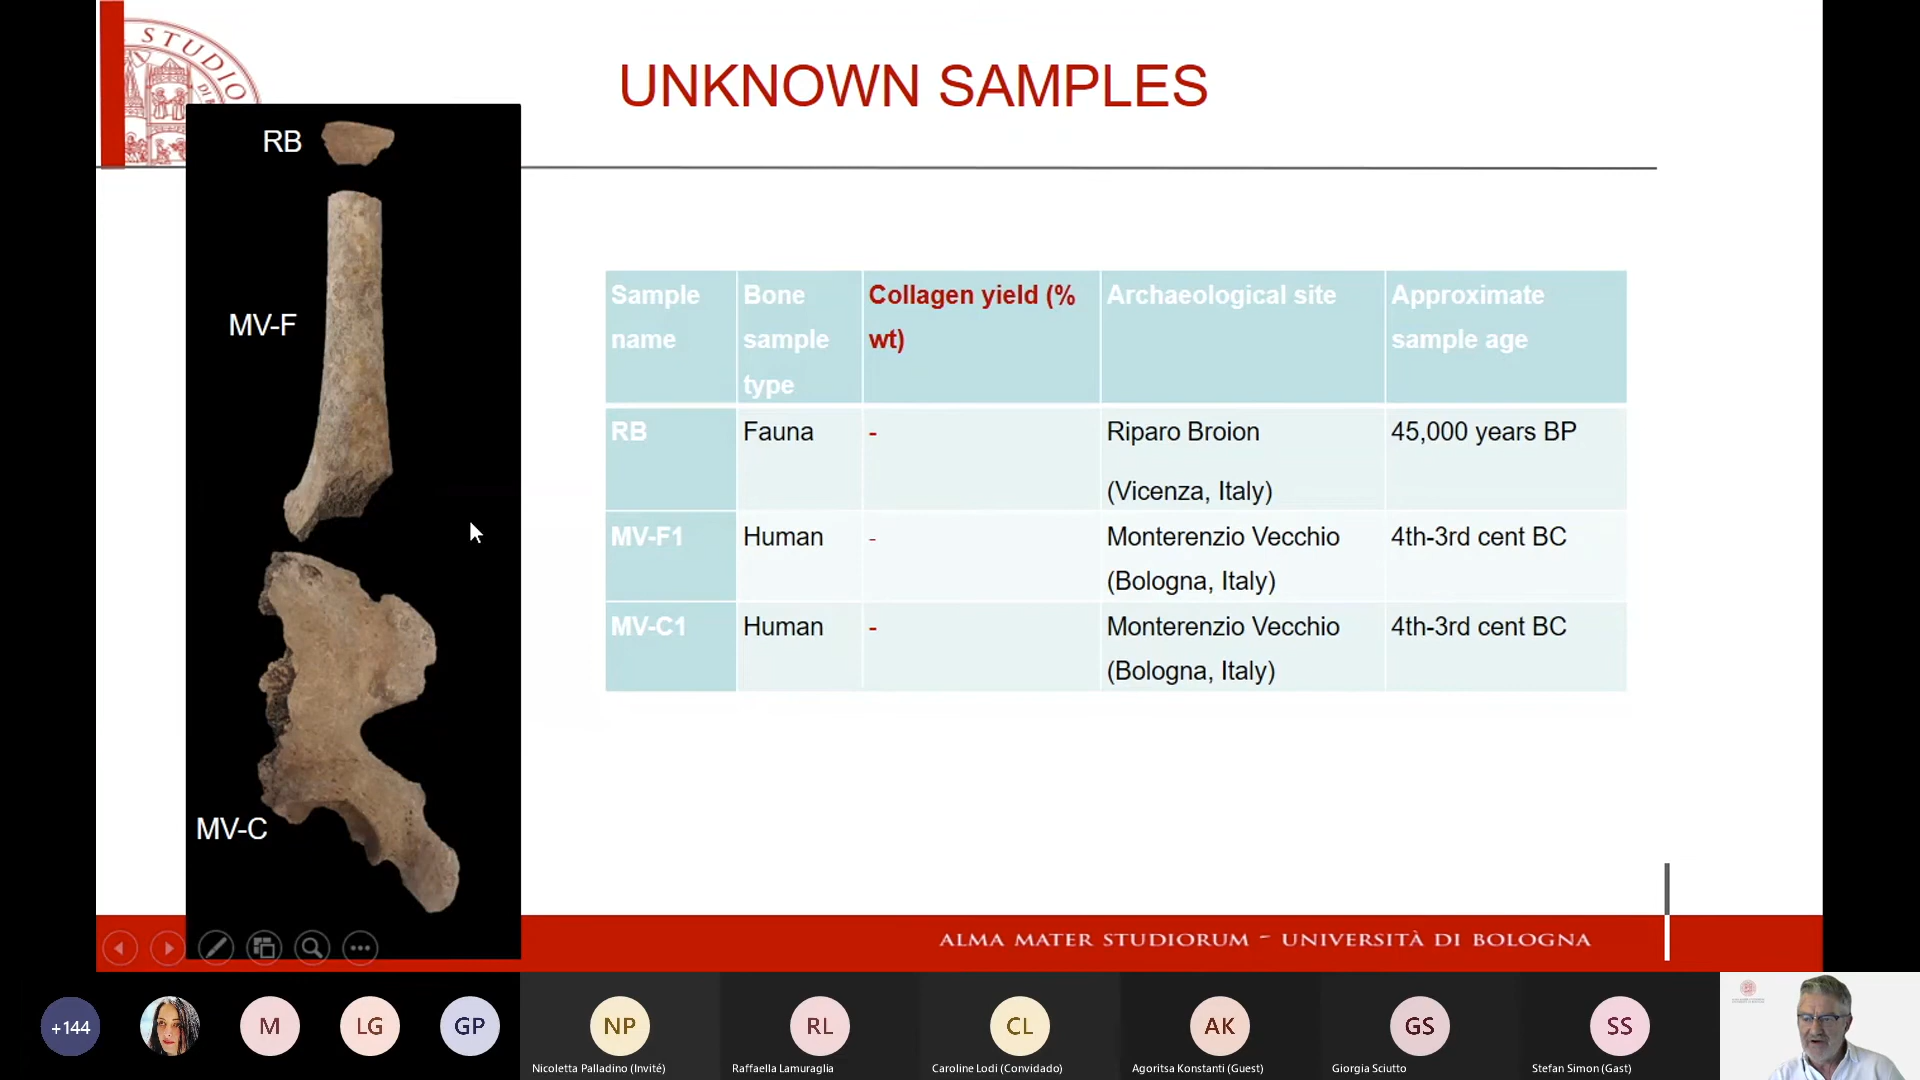 STUDIO
UNKNOWN SAMPLES
RB
MV-F
MV-C
Sample name
Bone sample type
Collagen yield (% wt)
Archaeological site
Approximate sample age
RB
Fauna
-
Riparo Broion
(Vicenza, Italy)
45,000 years BP
MV-F1
Human
-
Monterenzio Vecchio
(Bologna, Italy)
4th-3rd cent BC
MV-C1
Human
-
Monterenzio Vecchio
(Bologna, Italy)
4th-3rd cent BC
ALMA MATER STUDIORUM ~ UNIVERSITÀ DI BOLOGNA
+144
M
LG
GP
NP
RL
CL
AK
GS
SS
Nicoletta Palladino (Invité)
Raffaella Lamuraglia
Caroline Lodi (Convidado)
Agoritsa Konstanti (Guest)
Giorgia Sciutto
Stefan Simon (Gast)